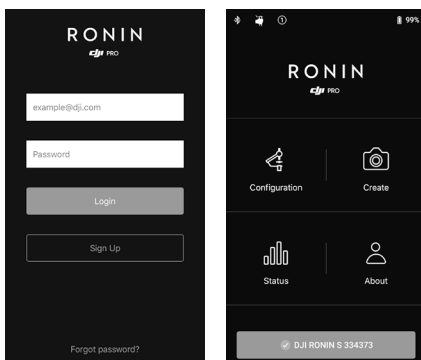 RONIN
dji PRO
example@dji.com
Password
Login
Sign Up
Forgot password?
99%
RONIN
dji PRO
Configuration
Create
Status
About
DJI RONIN S 334373